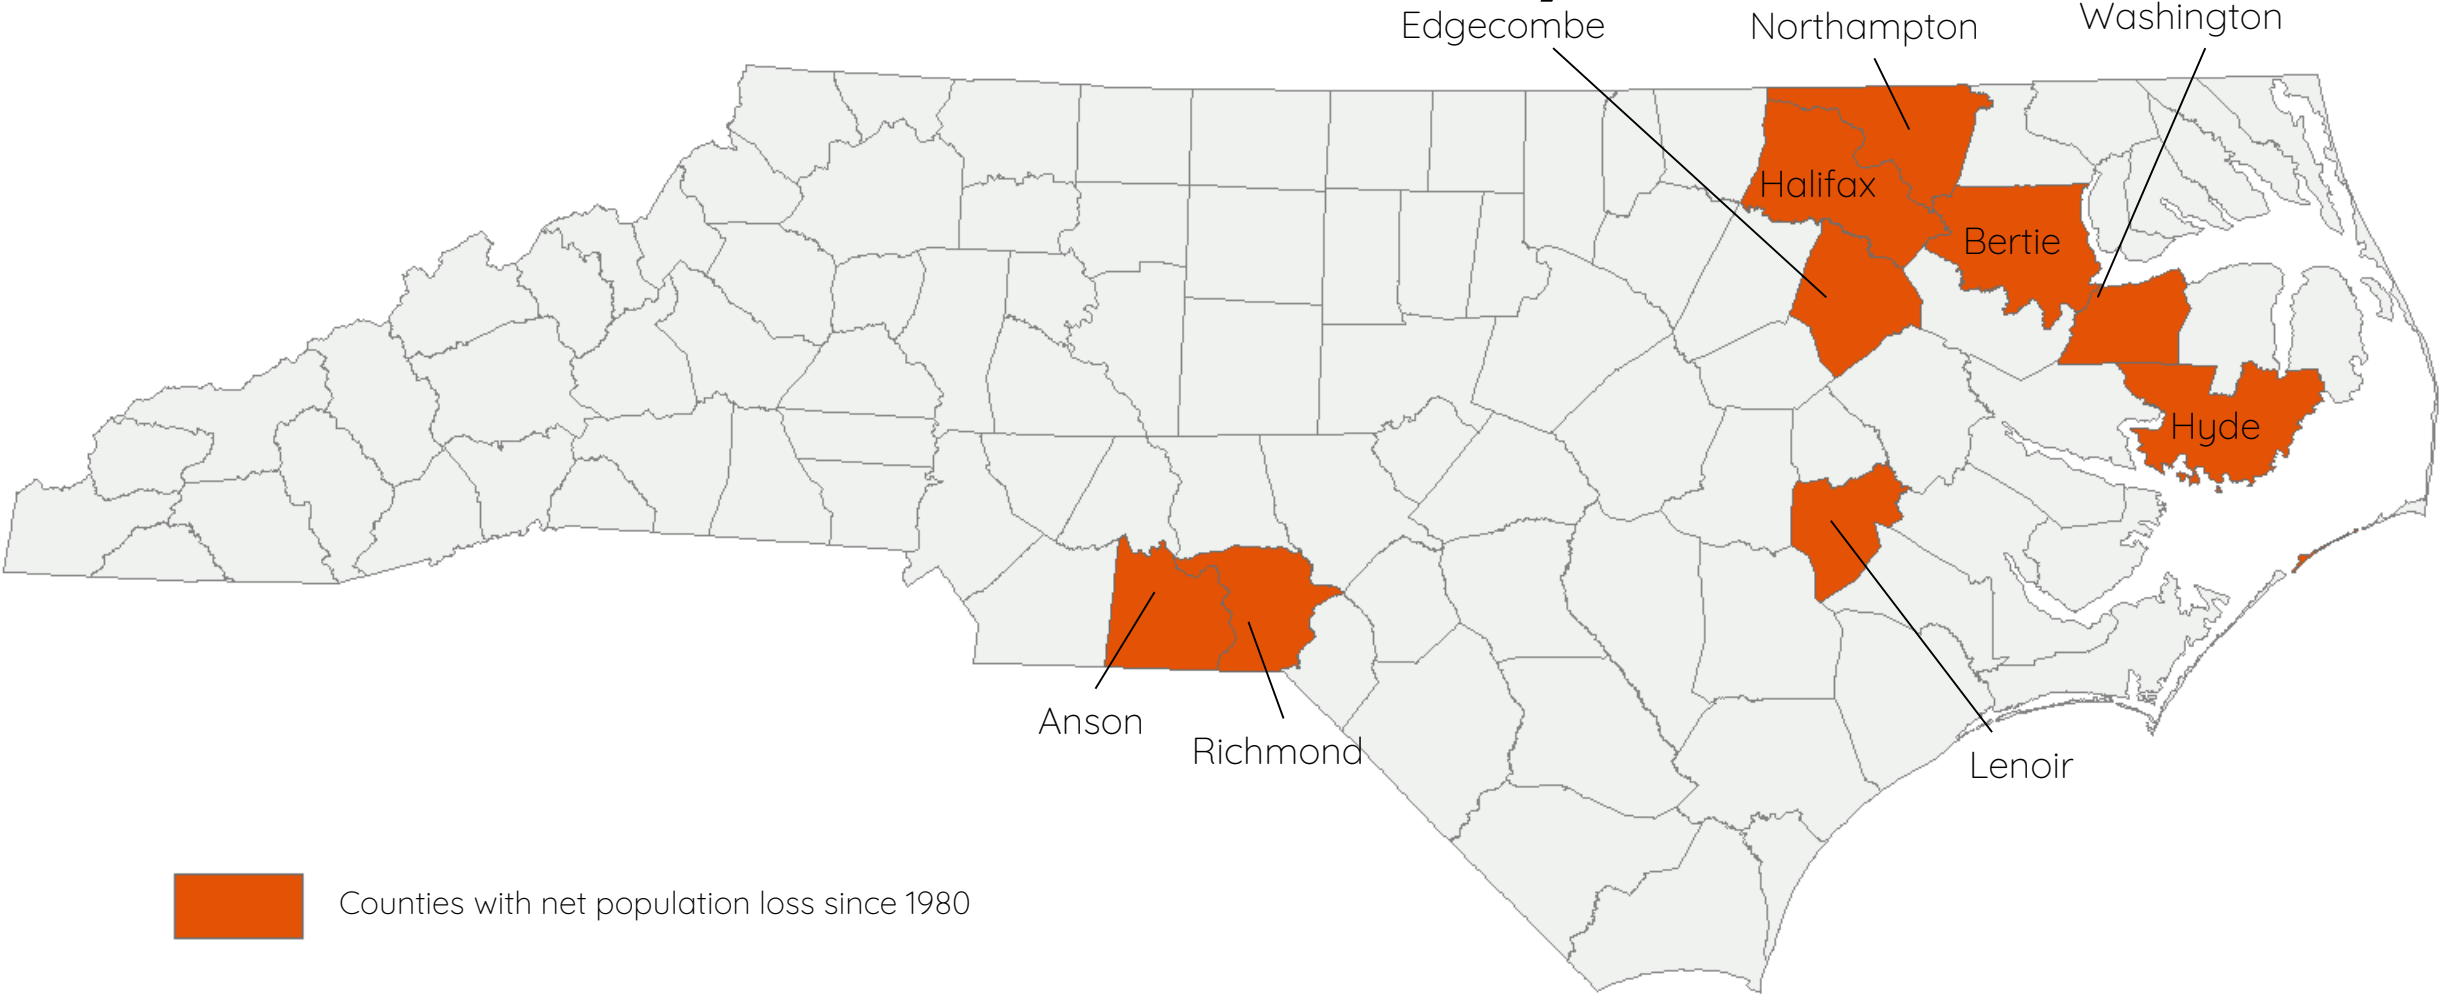 Edgecombe
Northampton
Washington
Halifax
Bertie
Hyde
Anson
Richmond
Lenoir
Counties with net population loss since 1980